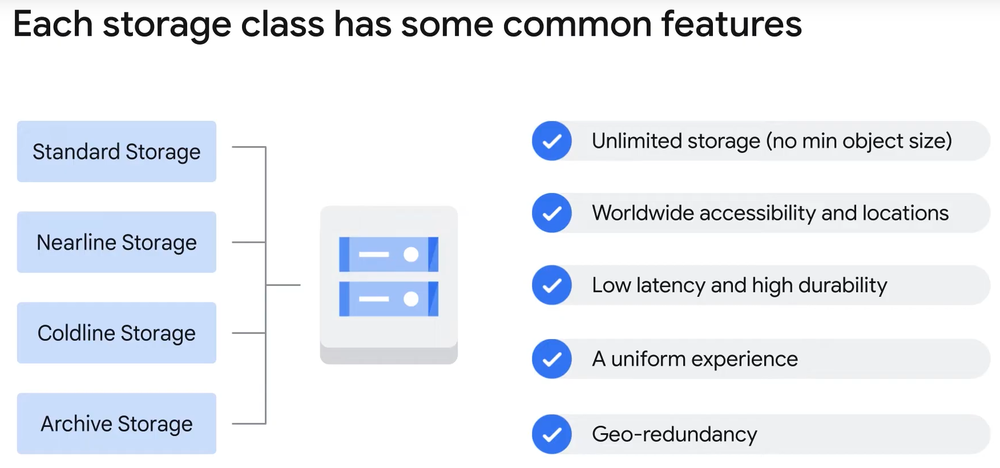 Each storage class has some common features
Standard Storage
Nearline Storage
Coldline Storage
Archive Storage
Unlimited storage (no min object size)
Worldwide accessibility and locations
Low latency and high durability
A uniform experience
Geo-redundancy